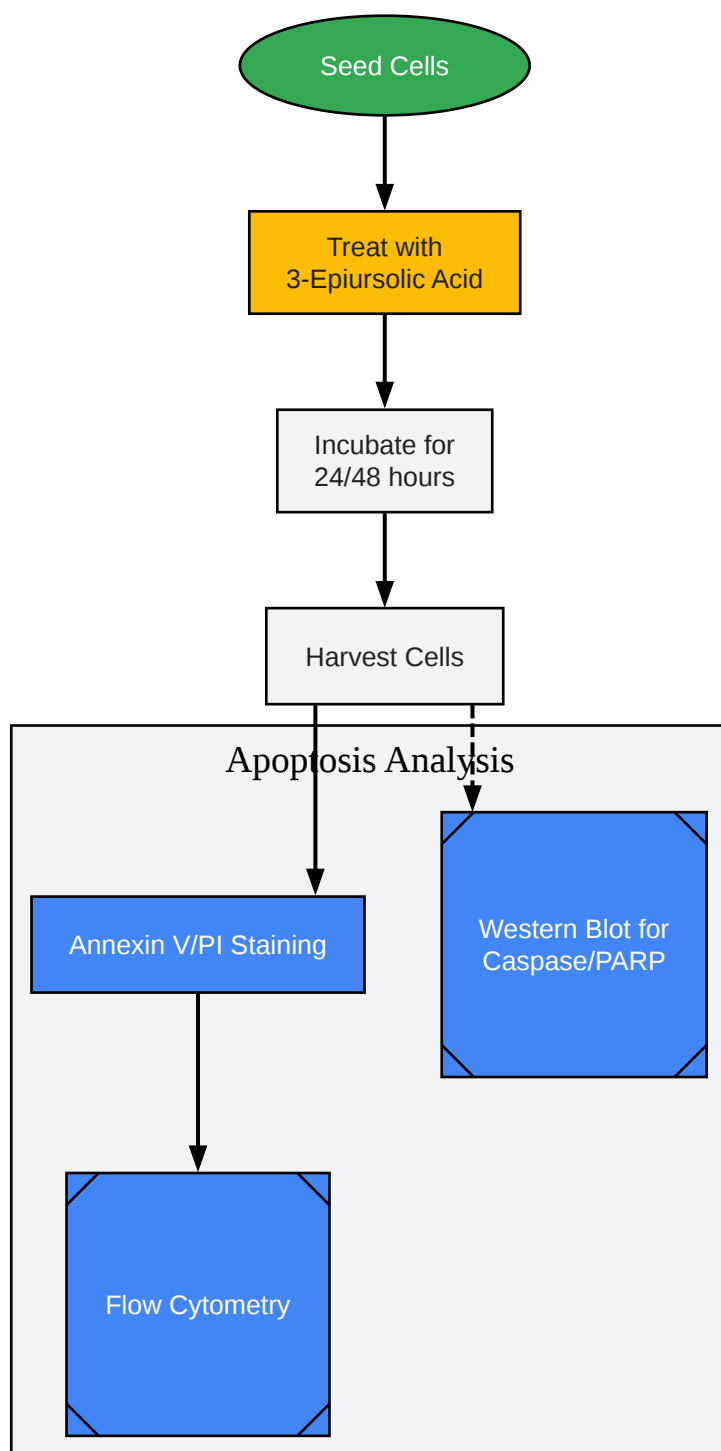 Seed Cells
Treat with
3-Epiursolic Acid
Incubate for
24/48 hours
Harvest Cells
Apoptosis Analysis
Annexin V/PI Staining
Western Blot for
Caspase/PARP
Flow Cytometry